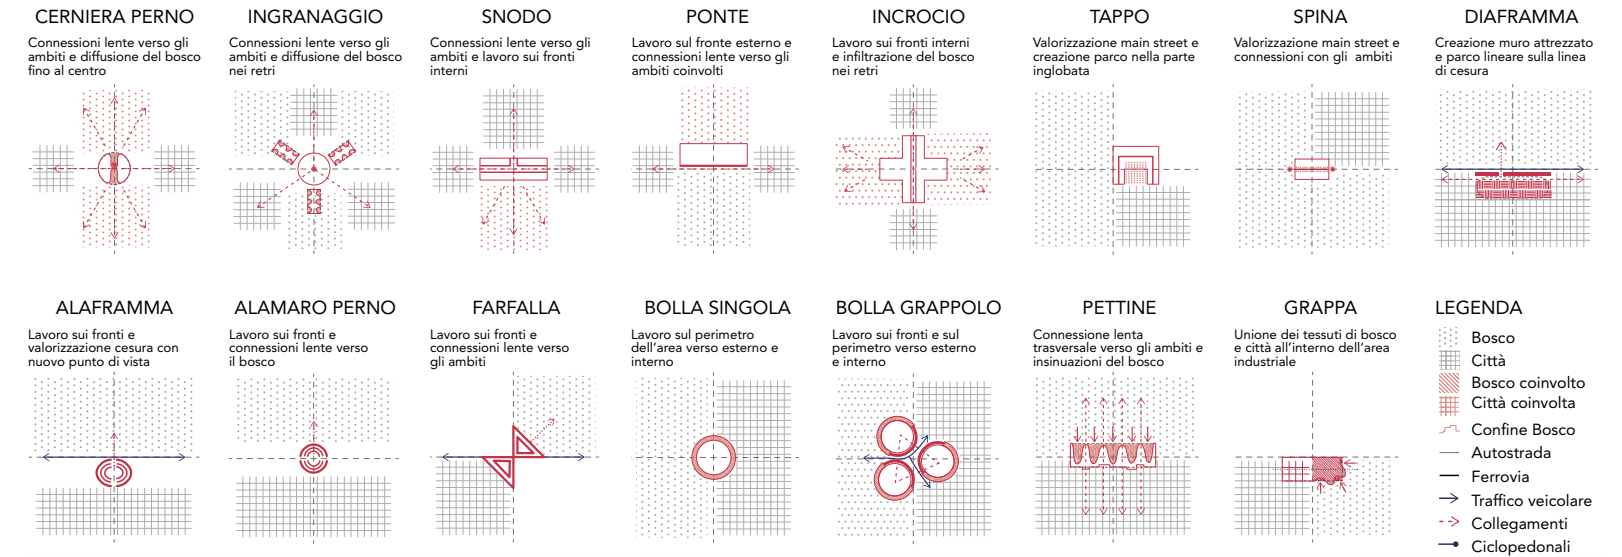 CERNIERA PERNO
Connessioni lente verso gli
ambiti e diffusione del bosco
fino al centro
INGRANAGGIO
Connessioni lente verso gli
ambiti e diffusione del bosco
nei retri
SNODO
Connessioni lente verso gli
ambiti e lavoro sui fronti
interni
PONTE
Lavoro sul fronte esterno e
connessioni lente verso gli
ambiti coinvolti
INCROCIO
Lavoro sui fronti interni
e infiltrazione del bosco
nei retri
TAPPO
Valorizzazione main street e
creazione parco nella parte
inglobata
SPINA
Valorizzazione main street e
connessioni con gli ambiti
DIAFRAMMA
Creazione muro attrezzato
e parco lineare sulla linea
di cesura
ALAFRAMMA
Lavoro sui fronti e
valorizzazione cesura con
nuovo punto di vista
ALAMARO PERNO
Lavoro sui fronti e
connessioni lente verso
il bosco
FARFALLA
Lavoro sui fronti e
connessioni lente verso
gli ambiti
BOLLA SINGOLA
Lavoro sul perimetro
dell'area verso esterno e
interno
BOLLA GRAPPOLO
Lavoro sui fronti e sul
perimetro verso esterno
e interno
PETTINE
Connessione lenta
trasversale verso gli ambiti e
insinuazioni del bosco
GRAPPA
Unione dei tessuti di bosco
e città all'interno dell'area
industriale
LEGENDA
Bosco
Città
Bosco coinvolto
Città coinvolta
Confine Bosco
Autostrada
Ferrovia
Traffico veicolare
Collegamenti
Ciclopedonali